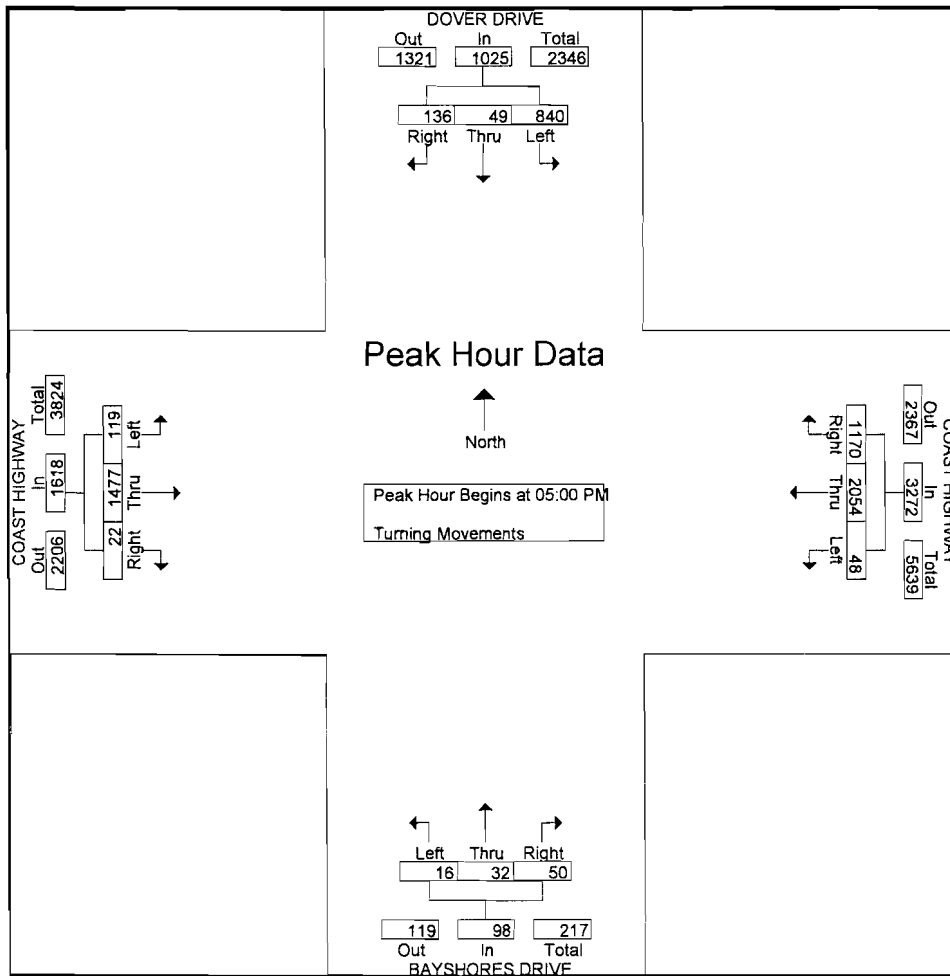 DOVER DRIVE
Out In Total
1321 1025 2346
136 49 840
Right Thru Left
Peak Hour Data
North
Peak Hour Begins at 05:00 PM
Turning Movements
COAST HIGHWAY
Total In Out
3824 1618 2206
119 1477 22
Left Thru Right
COAST HIGHWAY
Out In Total
2367 3272 5639
1170 2054 48
Right Thru Left
Left Thru Right
16 32 50
119 98 217
Out In Total
BAYSHORES DRIVE